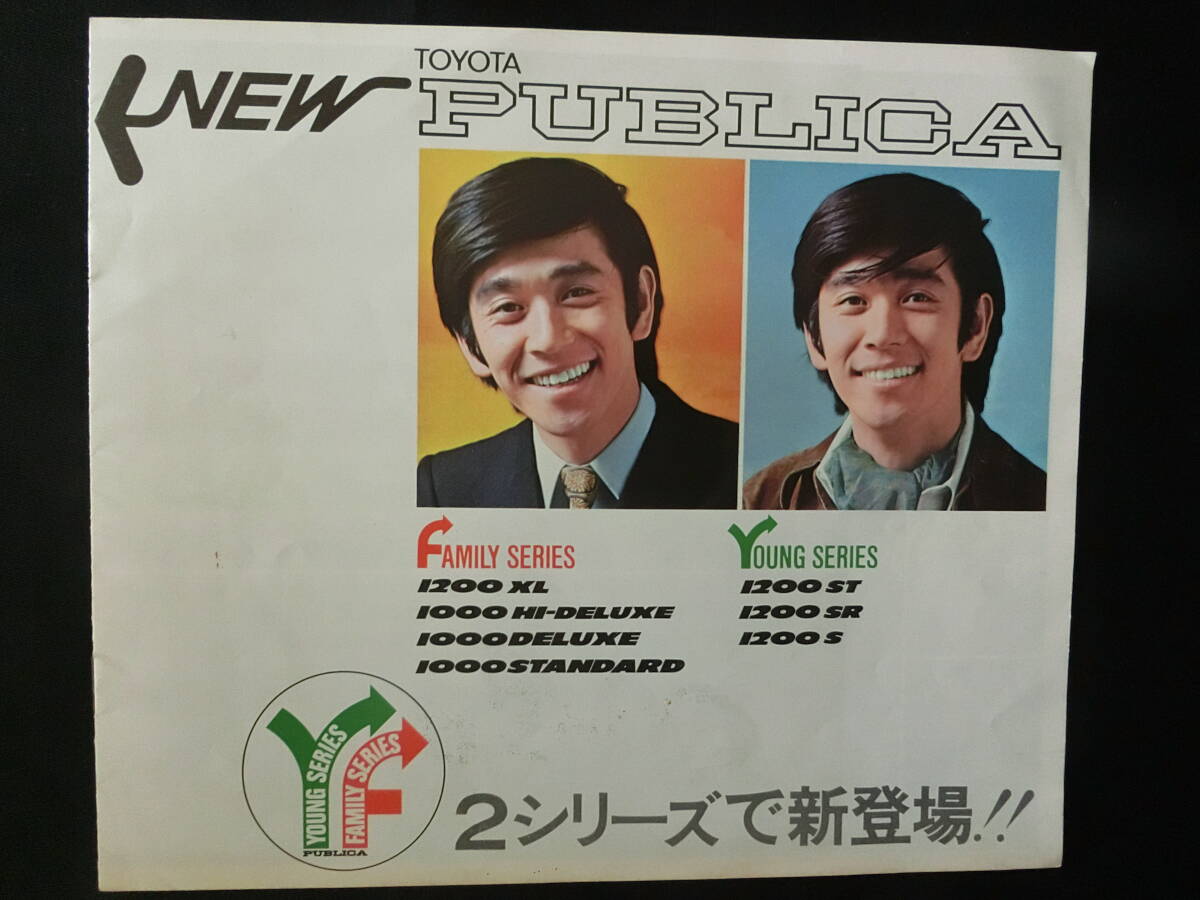 NEW
TOYOTA
PUBLICA
FAMILY SERIES
1200 XL
1000 HI-DELUXE
1000 DELUXE
1000 STANDARD
YOUNG SERIES
1200 ST
1200 SR
1200 S
YOUNG SERIES
FAMILY SERIES
PUBLICA
2シリーズで新登場!!